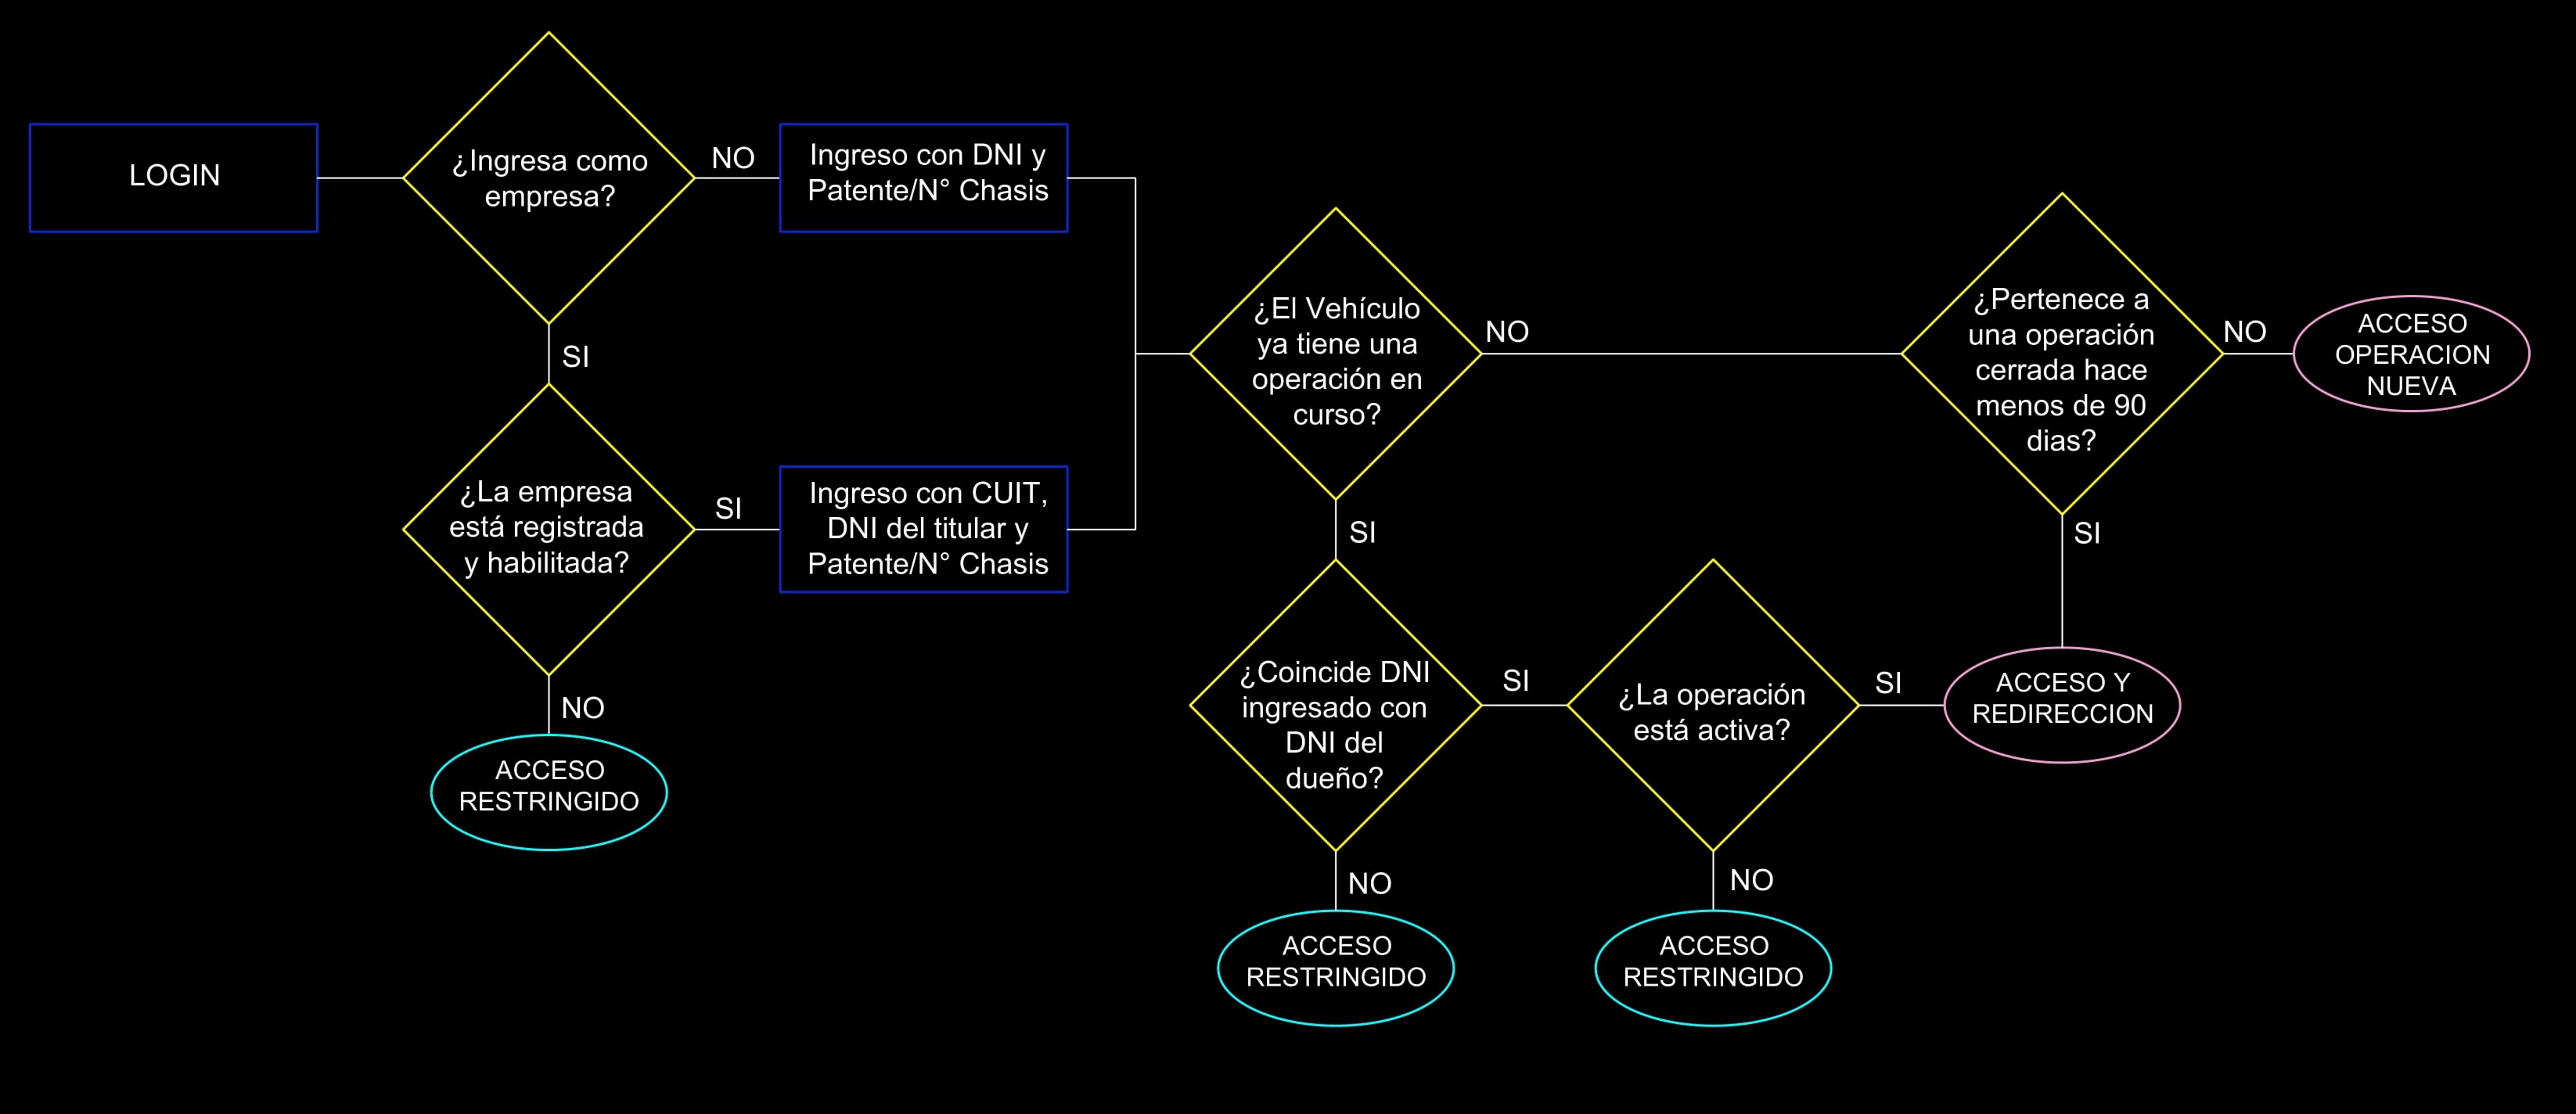 LOGIN
¿Ingresa como
empresa?
NO
Ingreso con DNI y
Patente/N° Chasis
SI
¿La empresa
está registrada
y habilitada?
SI
Ingreso con CUIT,
DNI del titular y
Patente/N° Chasis
NO
ACCESO
RESTRINGIDO
¿El Vehículo
ya tiene una
operación en
curso?
NO
¿Pertenece a
una operación
cerrada hace
menos de 90
dias?
NO
ACCESO
OPERACION
NUEVA
SI
SI
¿Coincide DNI
ingresado con
DNI del
dueño?
SI
¿La operación
está activa?
SI
ACCESO Y
REDIRECCION
NO
ACCESO
RESTRINGIDO
NO
ACCESO
RESTRINGIDO